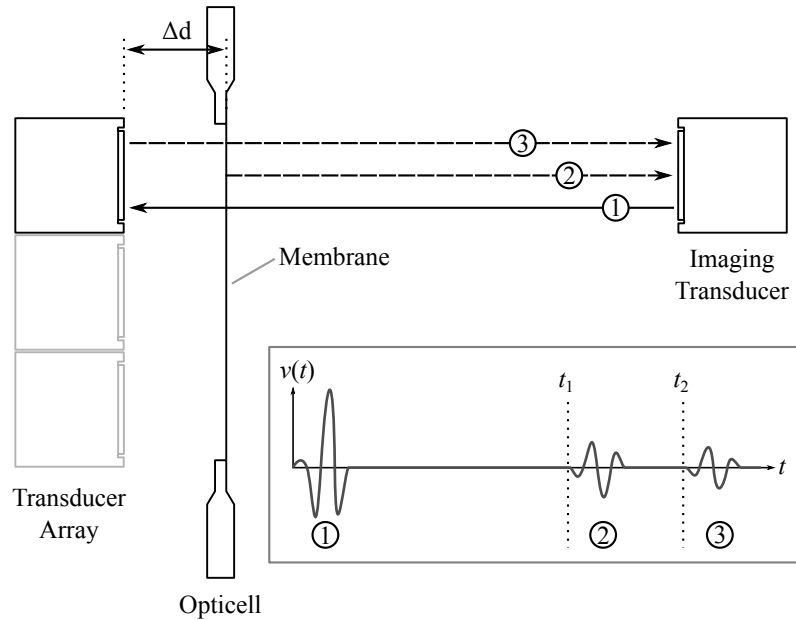 Δd
3
2
1
Membrane
Imaging
Transducer
Transducer
Array
Opticell
v(t)
t₁
t₂
t
1
2
3